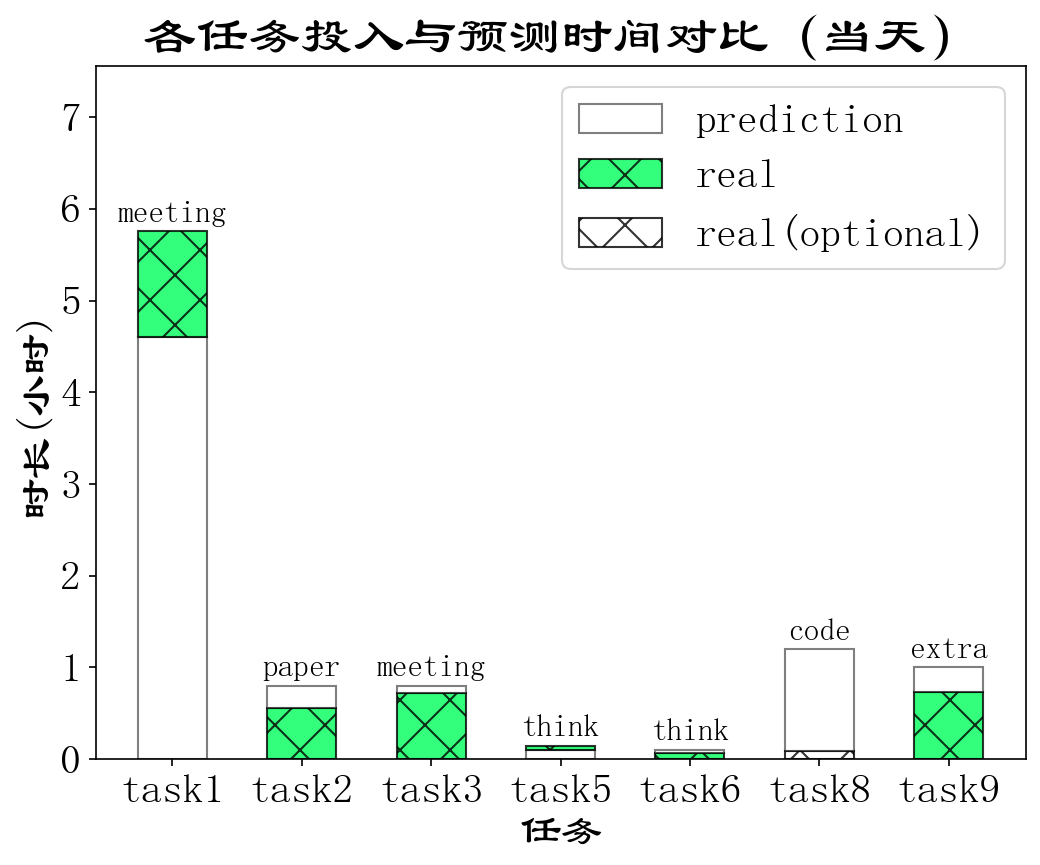 各任务投入与预测时间对比 (当天)
prediction
real
real(optional)
时长(小时)
7
6
5
4
3
2
1
0
meeting
paper
meeting
think
think
code
extra
task1
task2
task3
task5
task6
task8
task9
任务